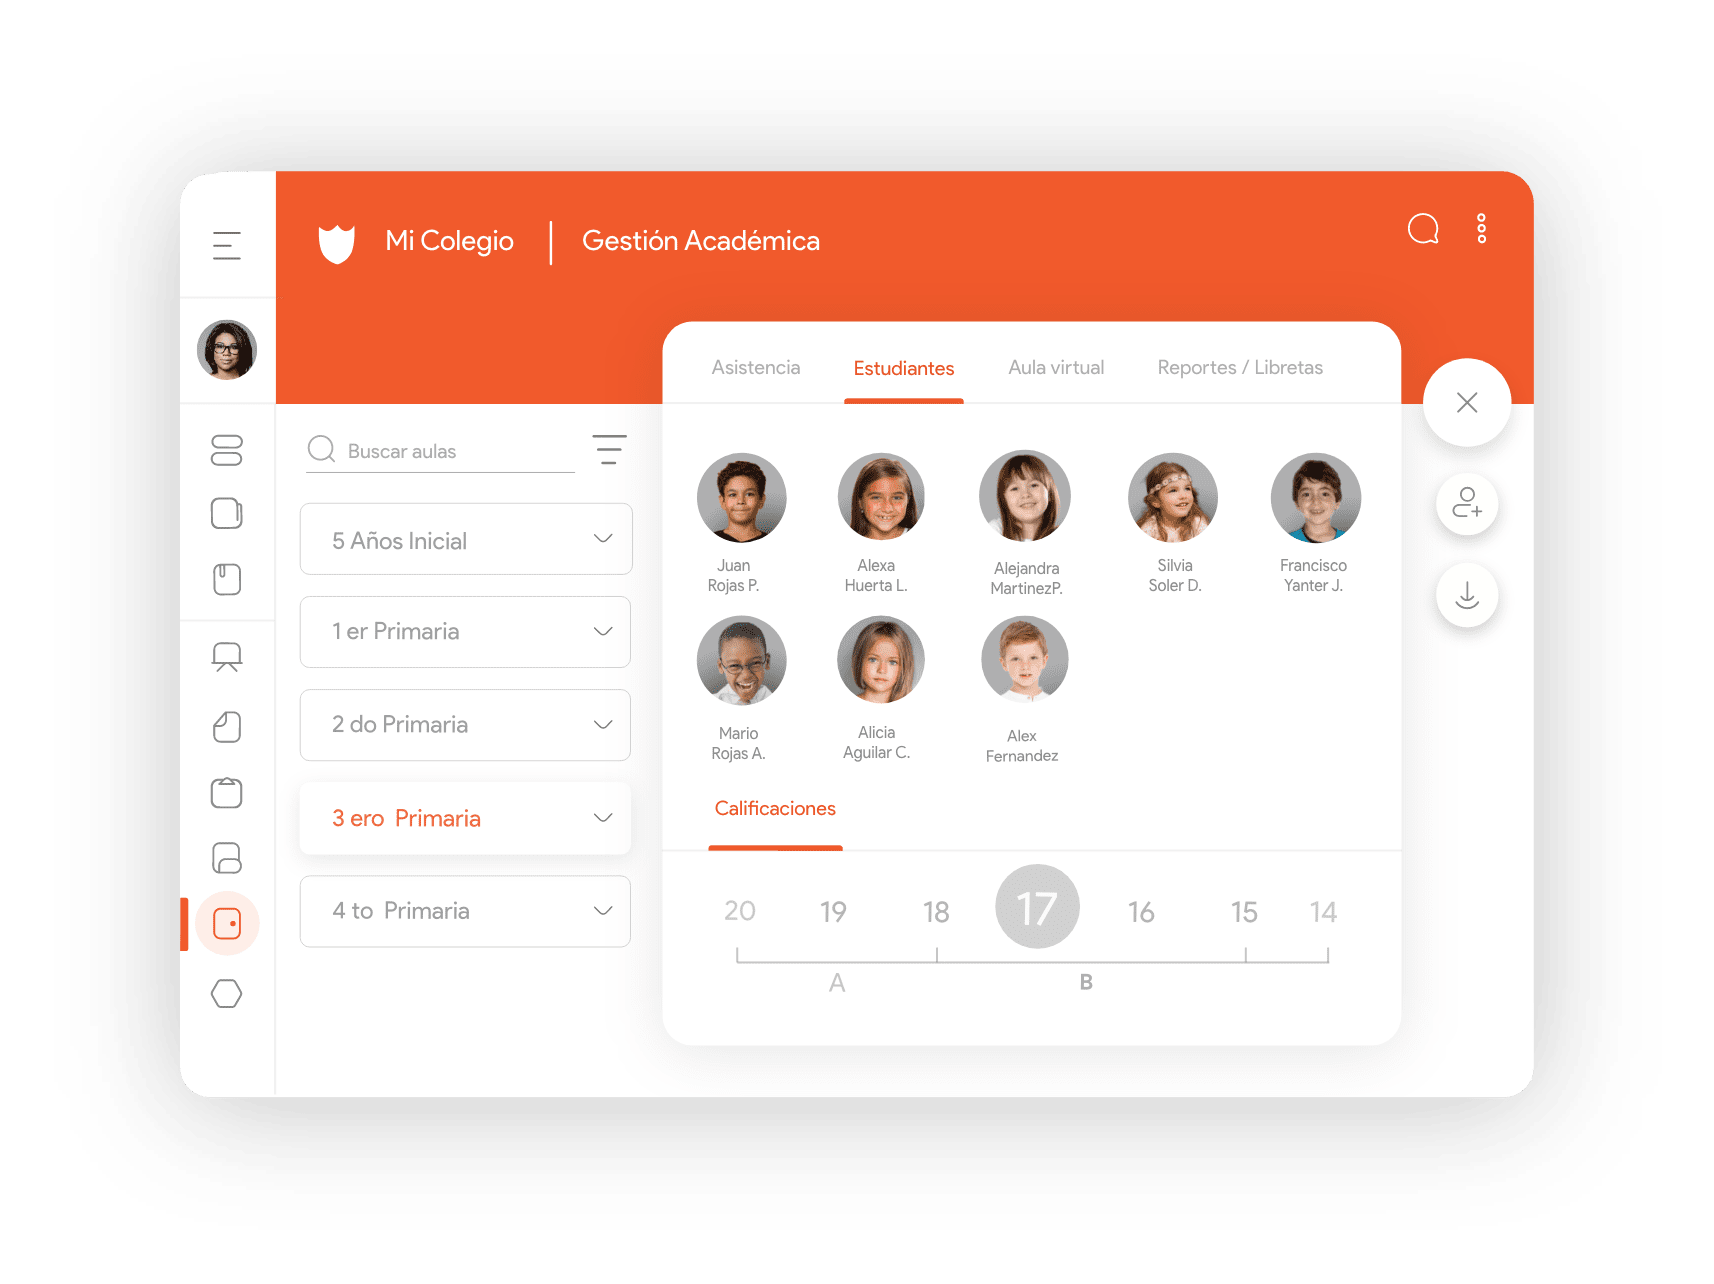 Mi Colegio
Gestión Académica
Asistencia
Estudiantes
Aula virtual
Reportes / Libretas
Buscar aulas
5 Años Inicial
1 er Primaria
2 do Primaria
3 ero Primaria
4 to Primaria
Juan
Rojas P.
Alexa
Huerta L.
Alejandra
MartinezP.
Silvia
Soler D.
Francisco
Yanter J.
Mario
Rojas A.
Alicia
Aguilar C.
Alex
Fernandez
Calificaciones
20 19 18 17 16 15 14
A B